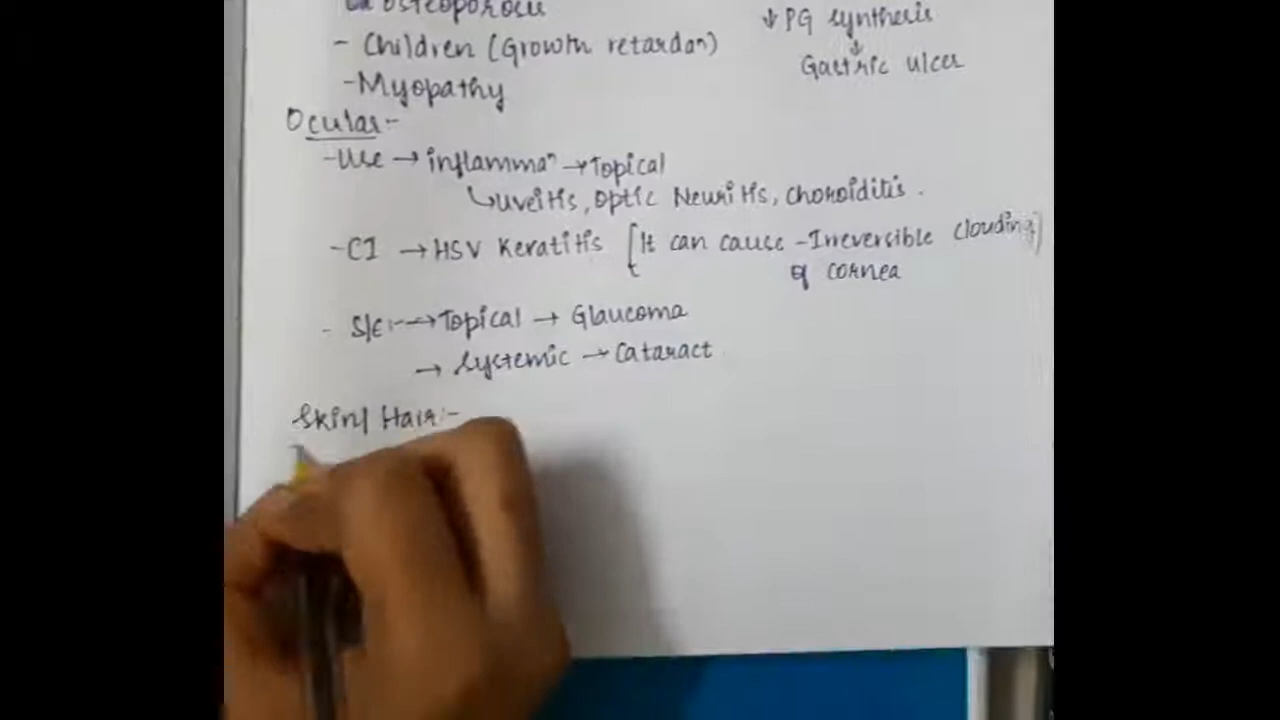 osteoporosis
↓ PG synthesis
- Children (Growth retardaⁿ)
↓
Gastric ulcer
- Myopathy
Ocular :-
- Use → inflammaⁿ → Topical
↳ Uveitis, Optic Neuritis, choroiditis.
- CI → HSV Keratitis [It can cause - Irreversible clouding]
of cornea
- S/E :- → Topical → Glaucoma
→ Systemic → Cataract
Skin/Hair :-